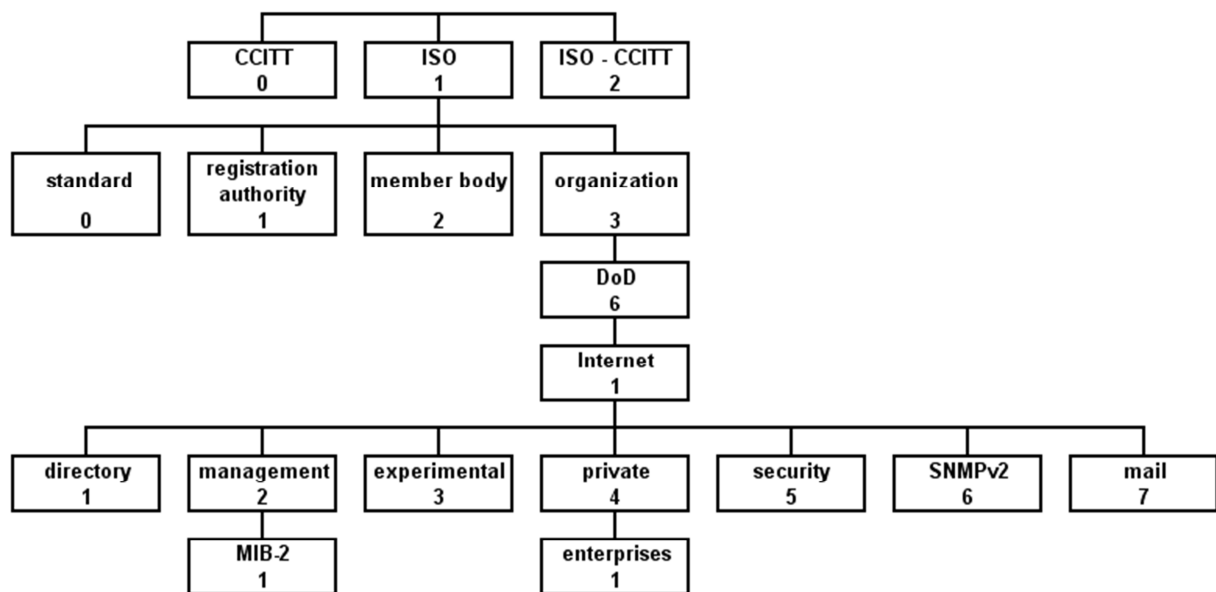 CCITT
0
ISO
1
ISO - CCITT
2
standard
0
registration
authority
1
member body
2
organization
3
DoD
6
Internet
1
directory
1
management
2
experimental
3
private
4
security
5
SNMPv2
6
mail
7
MIB-2
1
enterprises
1